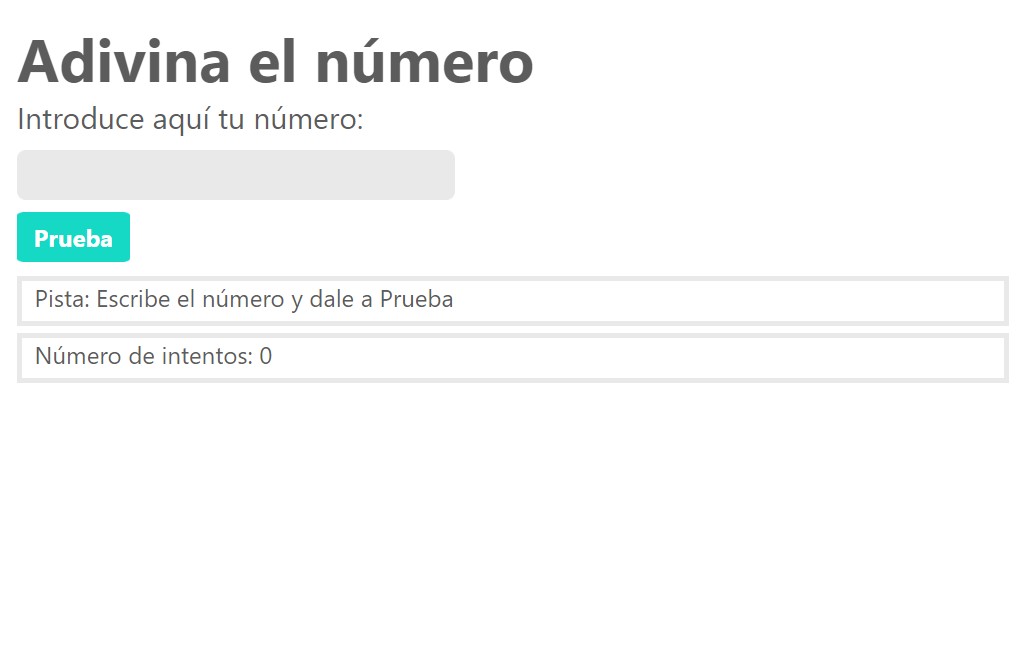 Adivina el número
Introduce aquí tu número:
Prueba
Pista: Escribe el número y dale a Prueba
Número de intentos: 0